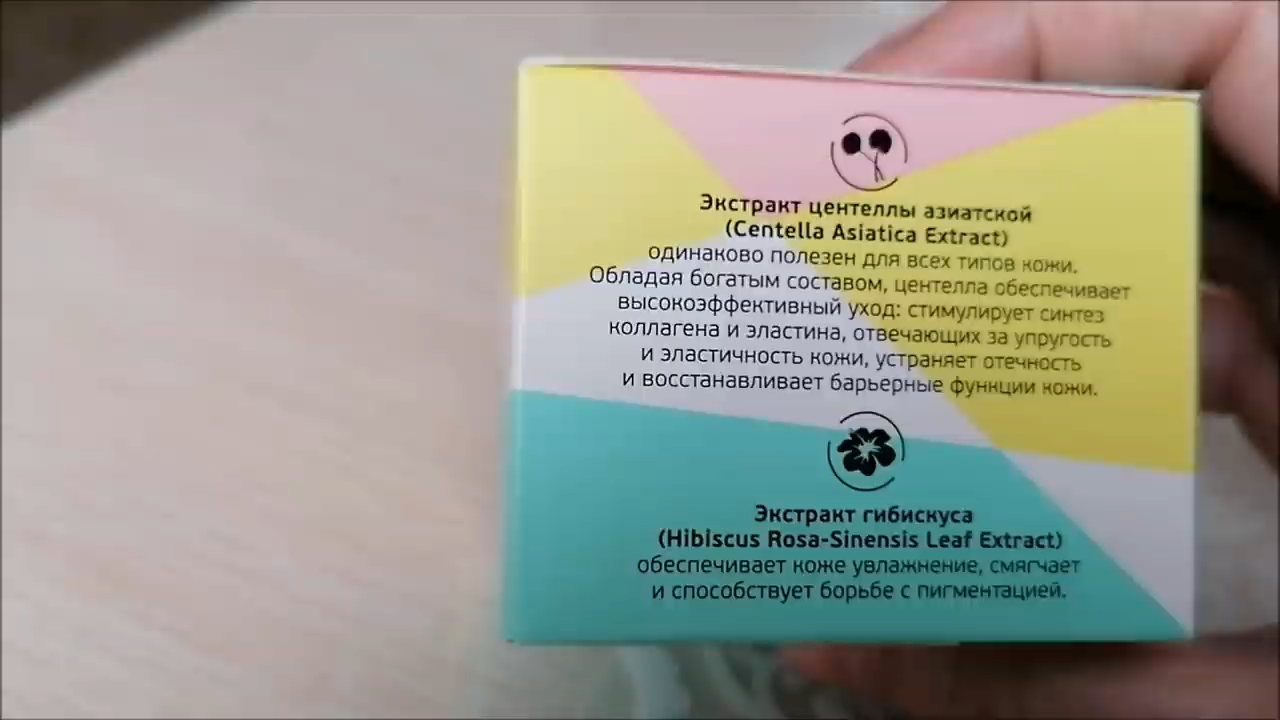 Экстракт центеллы азиатской
(Centella Asiatica Extract)
одинаково полезен для всех типов кожи.
Обладая богатым составом, центелла обеспечивает
высокоэффективный уход: стимулирует синтез
коллагена и эластина, отвечающих за упругость
и эластичность кожи, устраняет отечность
и восстанавливает барьерные функции кожи.
Экстракт гибискуса
(Hibiscus Rosa-Sinensis Leaf Extract)
обеспечивает коже увлажнение, смягчает
и способствует борьбе с пигментацией.